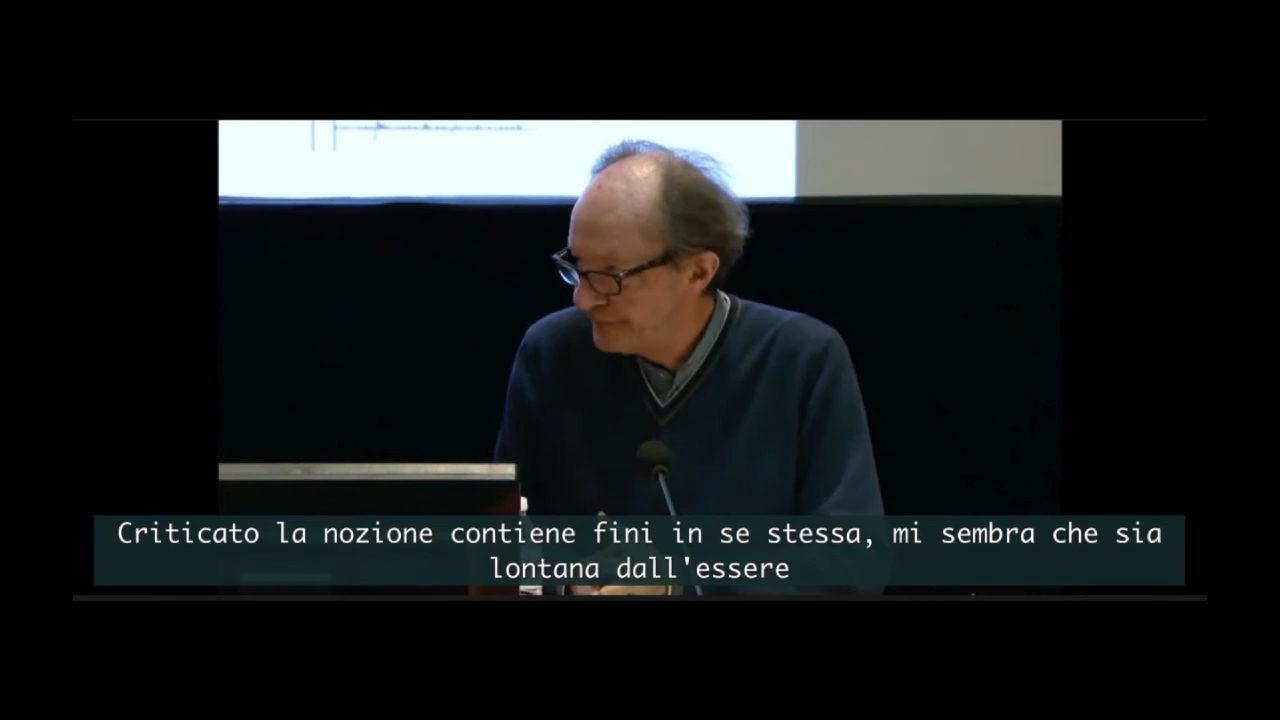 Criticato la nozione contiene fini in se stessa, mi sembra che sia
lontana dall'essere